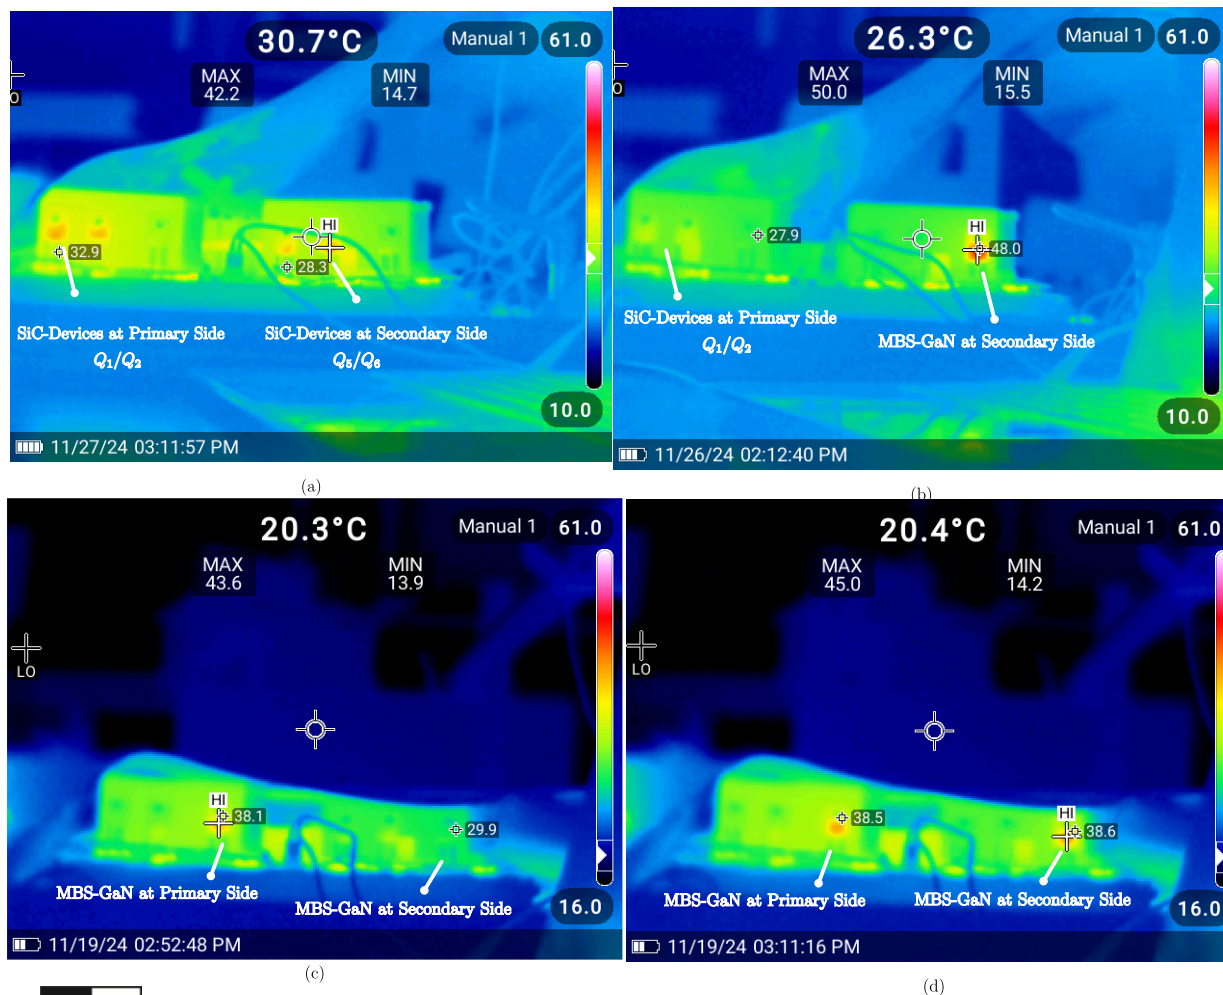 30.7°C
Manual 1
61.0
MAX
42.2
MIN
14.7
O
HI
32.9
28.3
SiC-Devices at Primary Side
Q1/Q2
SiC-Devices at Secondary Side
Q5/Q6
10.0
11/27/24 03:11:57 PM
(a)
26.3°C
Manual 1
61.0
MAX
50.0
MIN
15.5
O
HI
27.9
48.0
SiC-Devices at Primary Side
Q1/Q2
MBS-GaN at Secondary Side
10.0
11/26/24 02:12:40 PM
(b)
20.3°C
Manual 1
61.0
MAX
43.6
MIN
13.9
LO
HI
38.1
29.9
MBS-GaN at Primary Side
MBS-GaN at Secondary Side
16.0
11/19/24 02:52:48 PM
(c)
20.4°C
Manual 1
61.0
MAX
45.0
MIN
14.2
LO
HI
38.5
38.6
MBS-GaN at Primary Side
MBS-GaN at Secondary Side
16.0
11/19/24 03:11:16 PM
(d)